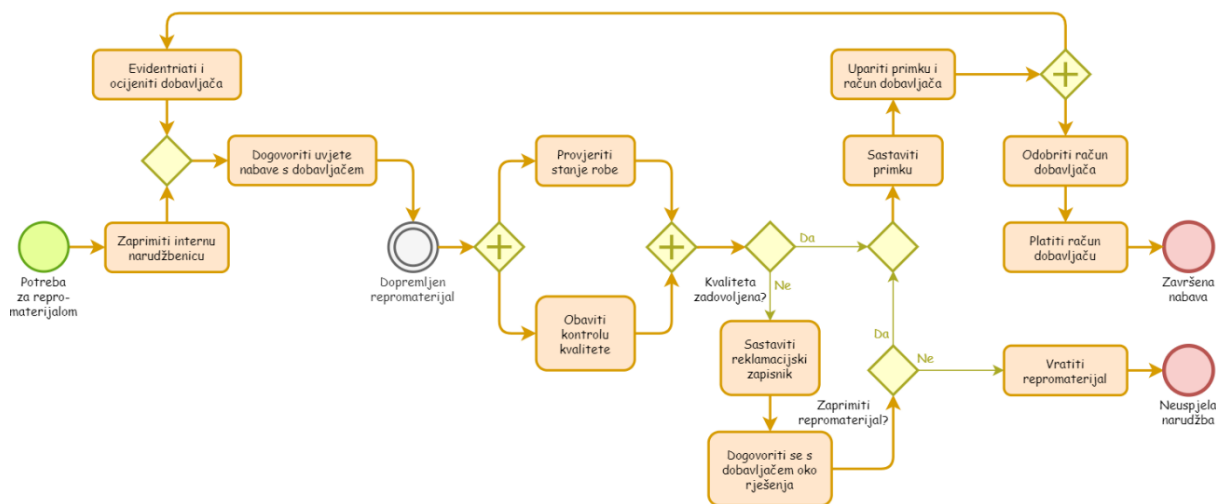 Evidentriati i
ocijeniti dobavljača
Upariti primku i
račun dobavljača
Dogovoriti uvjete
nabave s dobavljačem
Provjeriti
stanje robe
Sastaviti
primku
Odobriti račun
dobavljača
Zaprimiti internu
narudžbenicu
Potreba
za repro-
materijalom
Dopremljen
repromaterijal
Kvaliteta
zadovoljena?
Da
Ne
Platiti račun
dobavljaču
Završena
nabava
Obaviti
kontrolu
kvalitete
Sastaviti
reklamacijski
zapisnik
Da
Ne
Zaprimiti
repromaterijal?
Vratiti
repromaterijal
Neuspjela
narudžba
Dogovoriti se s
dobavljačem oko
rješenja